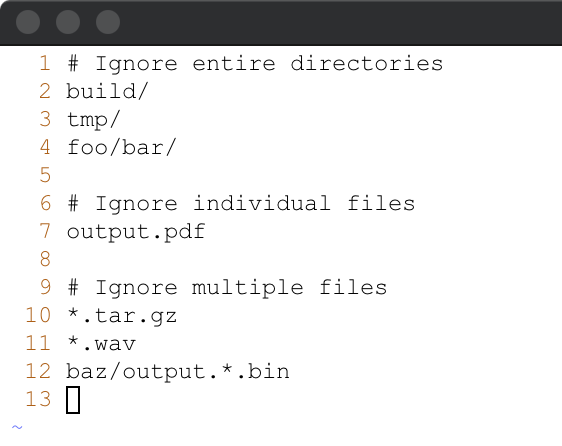 1 # Ignore entire directories
2 build/
3 tmp/
4 foo/bar/
5
6 # Ignore individual files
7 output.pdf
8
9 # Ignore multiple files
10 *.tar.gz
11 *.wav
12 baz/output.*.bin
13
~